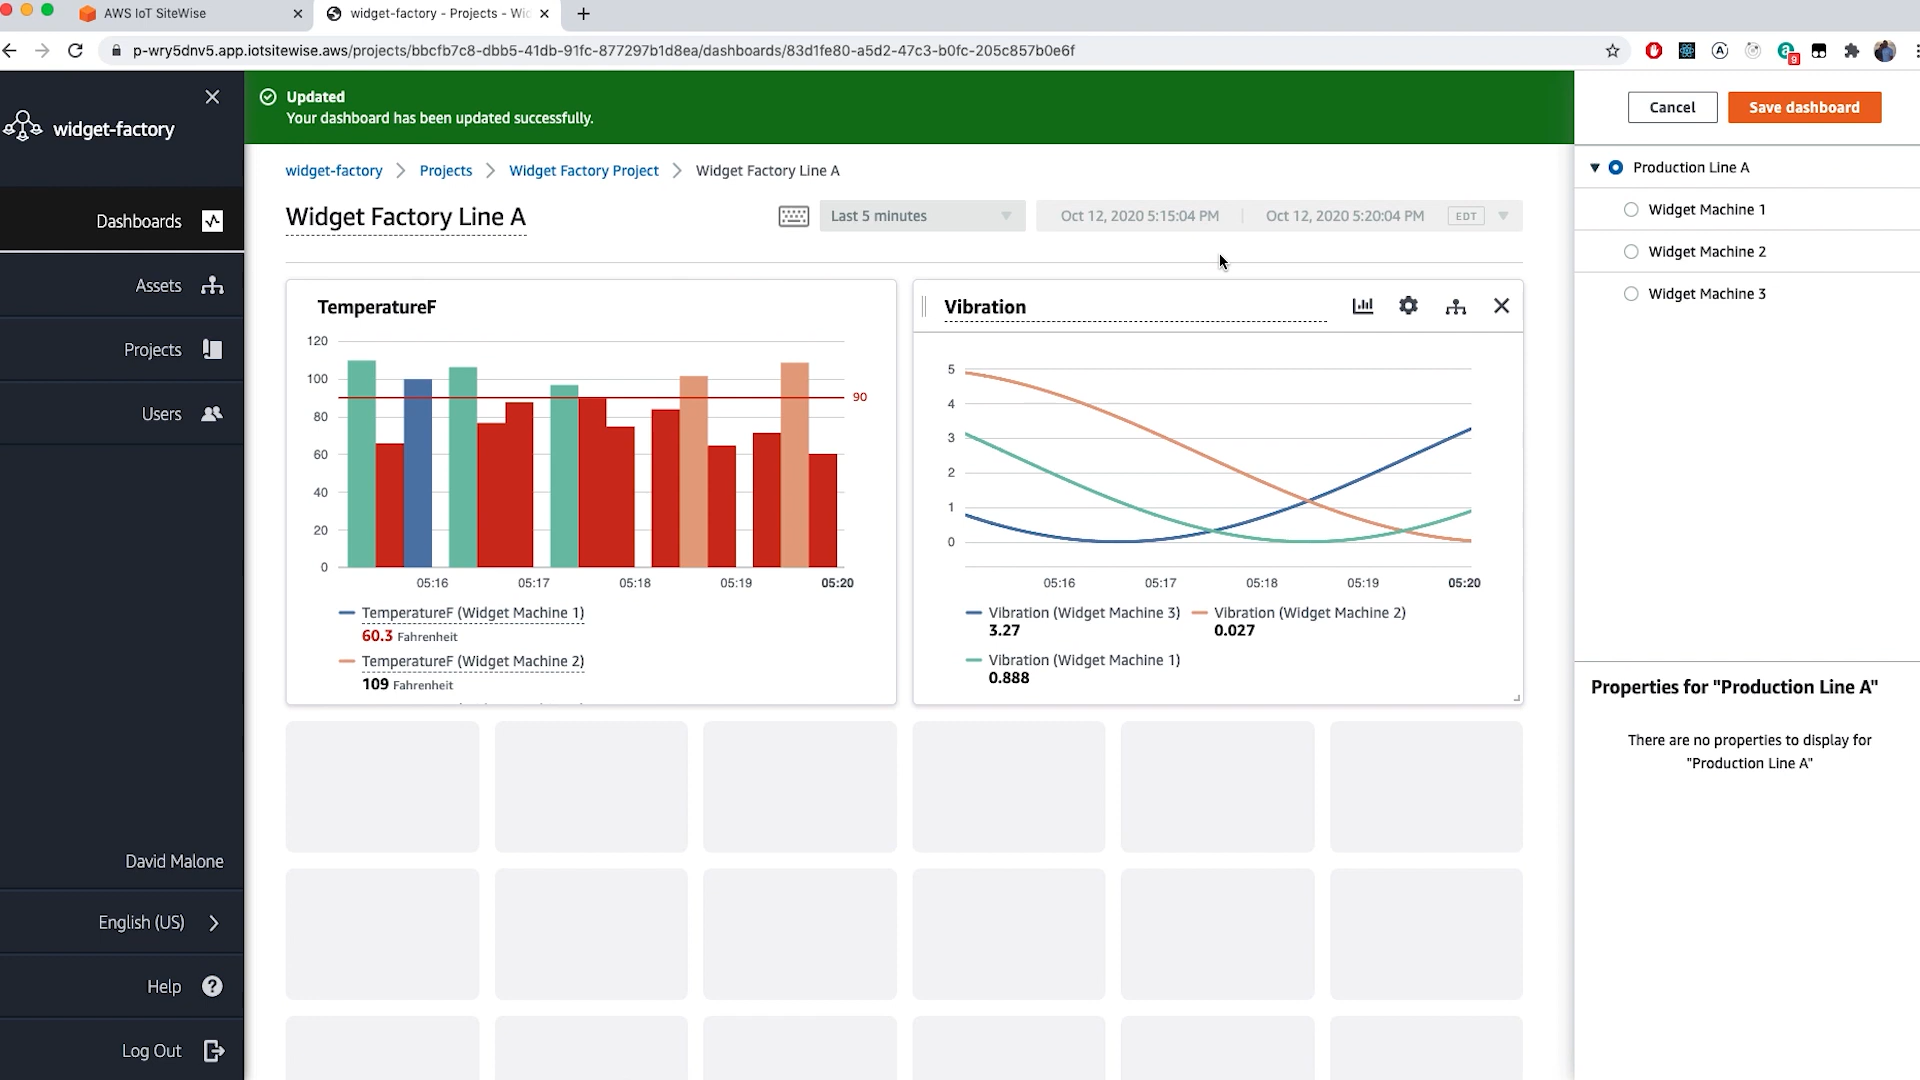 AWS IoT SiteWise
widget-factory - Projects - Wi
p-wry5dnv5.app.iotsitewise.aws/projects/bbcfb7c8-dbb5-41db-91fc-877297b1d8ea/dashboards/83d1fe80-a5d2-47c3-b0fc-205c857b0e6f
9
widget-factory
Dashboards
Assets
Projects
Users
David Malone
English (US)
Help
Log Out
Updated
Your dashboard has been updated successfully.
widget-factory > Projects > Widget Factory Project > Widget Factory Line A
Widget Factory Line A
Last 5 minutes
Oct 12, 2020 5:15:04 PM
Oct 12, 2020 5:20:04 PM
EDT
TemperatureF
120
100
80
60
40
20
0
90
05:16 05:17 05:18 05:19 05:20
TemperatureF (Widget Machine 1)
60.3 Fahrenheit
TemperatureF (Widget Machine 2)
109 Fahrenheit
Vibration
5
4
3
2
1
0
05:16 05:17 05:18 05:19 05:20
Vibration (Widget Machine 3)
3.27
Vibration (Widget Machine 2)
0.027
Vibration (Widget Machine 1)
0.888
Cancel
Save dashboard
Production Line A
Widget Machine 1
Widget Machine 2
Widget Machine 3
Properties for "Production Line A"
There are no properties to display for
"Production Line A"